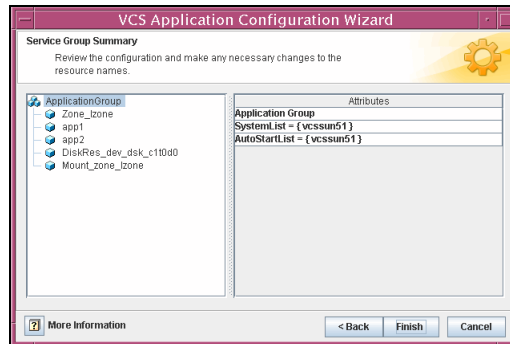 VCS Application Configuration Wizard
Service Group Summary
Review the configuration and make any necessary changes to the
resource names.
ApplicationGroup
Zone_lzone
app1
app2
DiskRes_dev_dsk_c1t0d0
Mount_zone_lzone
Attributes
Application Group
SystemList = {vcssun51}
AutoStartList = {vcssun51}
? More Information
< Back
Finish
Cancel